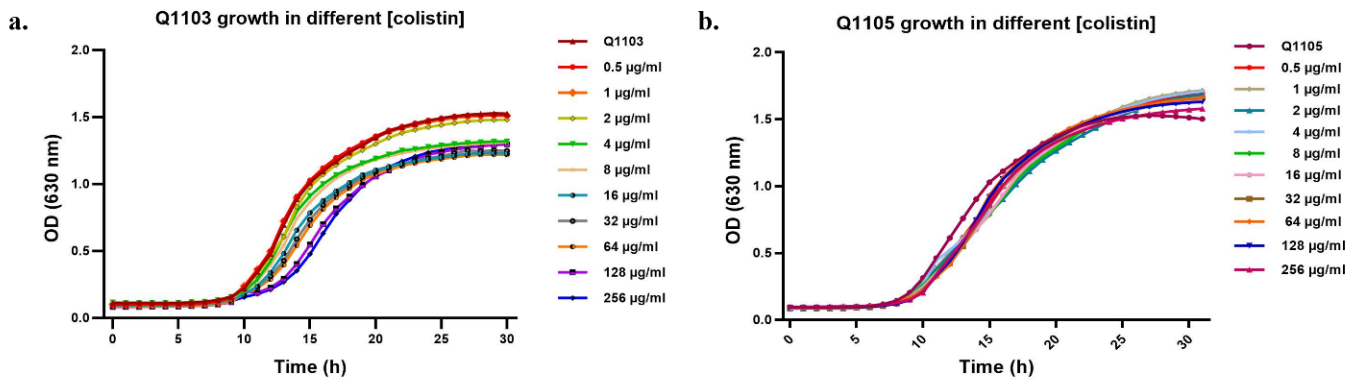 a.
Q1103 growth in different [colistin]
OD (630 nm)
2.0
1.5
1.0
0.5
0.0
0
5
10
15
20
25
30
Time (h)
Q1103
0.5 µg/ml
1 µg/ml
2 µg/ml
4 µg/ml
8 µg/ml
16 µg/ml
32 µg/ml
64 µg/ml
128 µg/ml
256 µg/ml
b.
Q1105 growth in different [colistin]
OD (630 nm)
2.0
1.5
1.0
0.5
0.0
0
5
10
15
20
25
30
Time (h)
Q1105
0.5 µg/ml
1 µg/ml
2 µg/ml
4 µg/ml
8 µg/ml
16 µg/ml
32 µg/ml
64 µg/ml
128 µg/ml
256 µg/ml